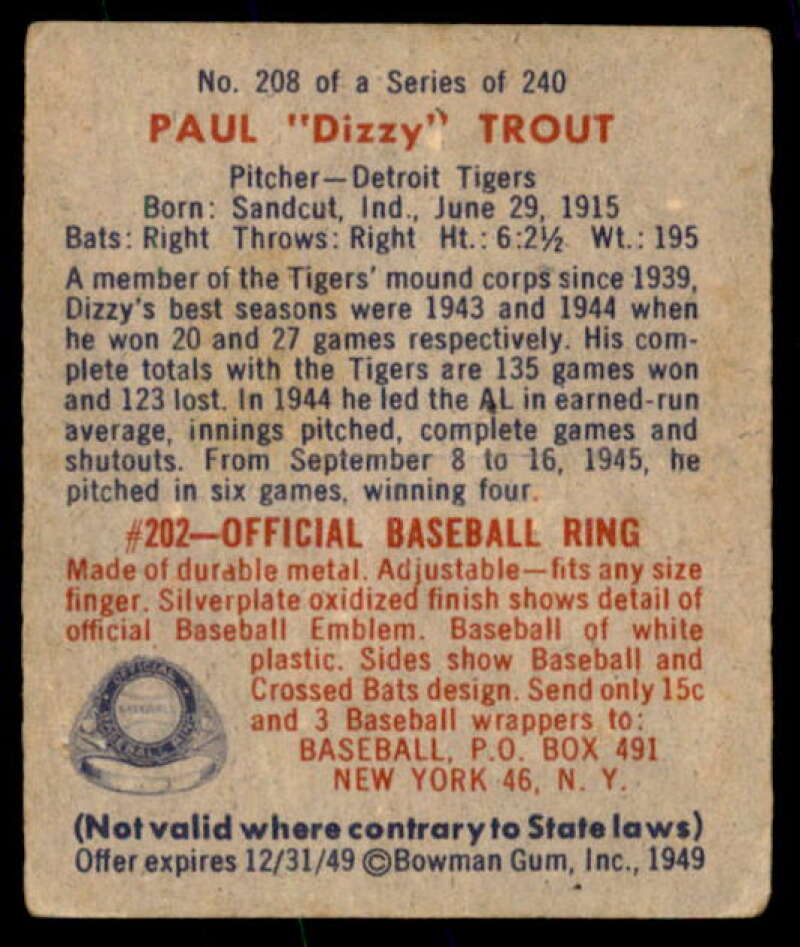 No. 208 of a Series of 240
PAUL "Dizzy" TROUT
Pitcher—Detroit Tigers
Born: Sandcut, Ind., June 29, 1915
Bats: Right Throws: Right Ht.: 6:2½ Wt.: 195
A member of the Tigers' mound corps since 1939,
Dizzy's best seasons were 1943 and 1944 when
he won 20 and 27 games respectively. His com-
plete totals with the Tigers are 135 games won
and 123 lost. In 1944 he led the AL in earned-run
average, innings pitched, complete games and
shutouts. From September 8 to 16, 1945, he
pitched in six games, winning four.
#202—OFFICIAL BASEBALL RING
Made of durable metal. Adjustable—fits any size
finger. Silverplate oxidized finish shows detail of
official Baseball Emblem. Baseball of white
plastic. Sides show Baseball and
Crossed Bats design. Send only 15c
and 3 Baseball wrappers to:
BASEBALL, P.O. BOX 491
NEW YORK 46, N. Y.
OFFICIAL
BASEBALL
BASEBALL RING
(Not valid where contrary to State laws)
Offer expires 12/31/49 ©Bowman Gum, Inc., 1949